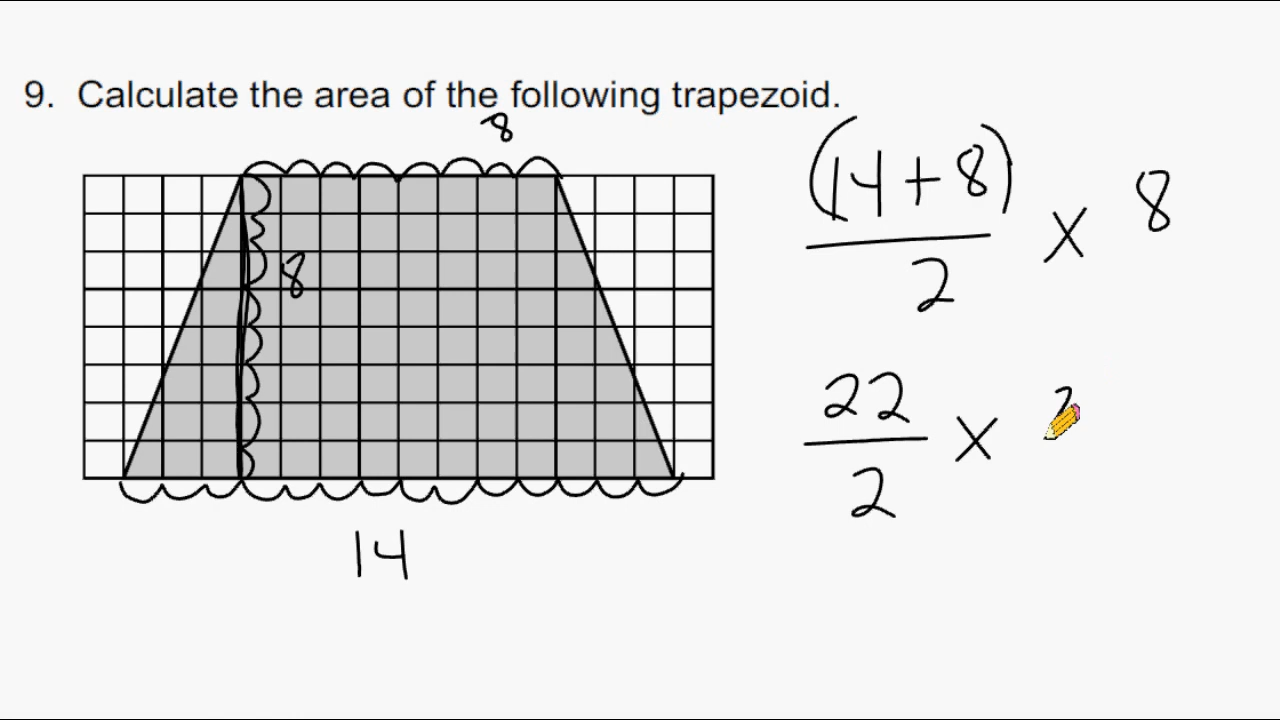 9. Calculate the area of the following trapezoid.
8
8
14
(14 + 8)
2
x 8
22
2
x